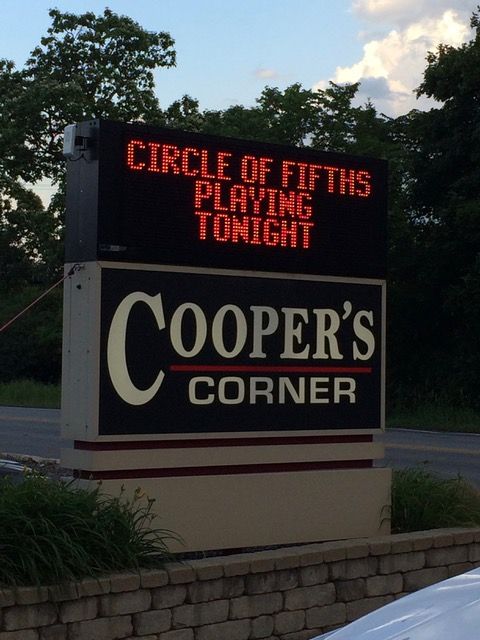 CIRCLE OF FIFTHS
PLAYING
TONIGHT
COOPER'S
CORNER